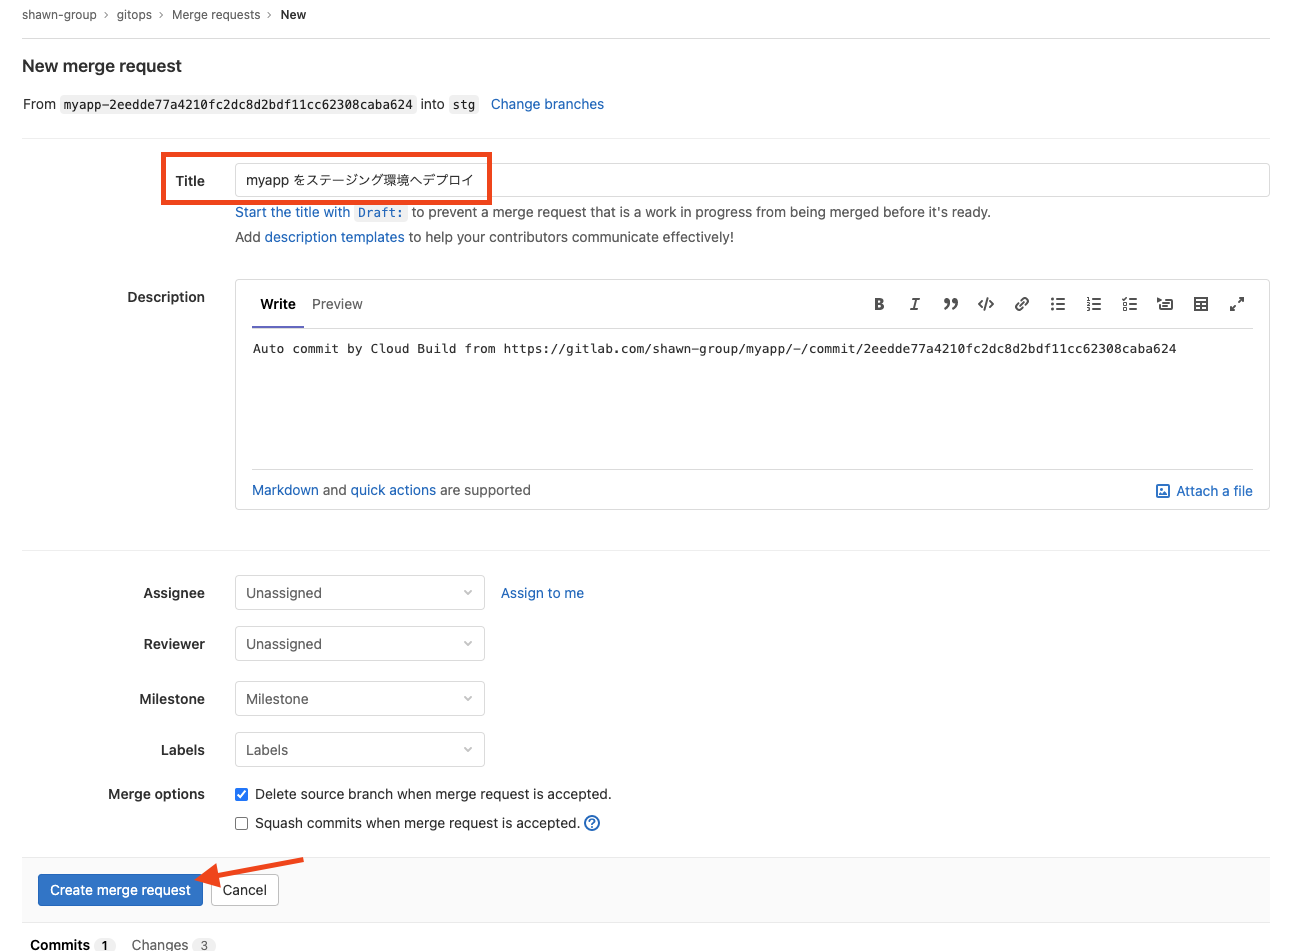 shawn-group › gitops › Merge requests › New
New merge request
From myapp-2eedde77a4210fc2dc8d2bdf11cc62308caba624 into stg Change branches
Title myapp をステージング環境へデプロイ
Start the title with Draft: to prevent a merge request that is a work in progress from being merged before it's ready.
Add description templates to help your contributors communicate effectively!
Description
Write Preview
Auto commit by Cloud Build from https://gitlab.com/shawn-group/myapp/-/commit/2eedde77a4210fc2dc8d2bdf11cc62308caba624
Markdown and quick actions are supported Attach a file
Assignee Unassigned Assign to me
Reviewer Unassigned
Milestone Milestone
Labels Labels
Merge options Delete source branch when merge request is accepted.
Squash commits when merge request is accepted.
Create merge request Cancel
Commits 1 Changes 3